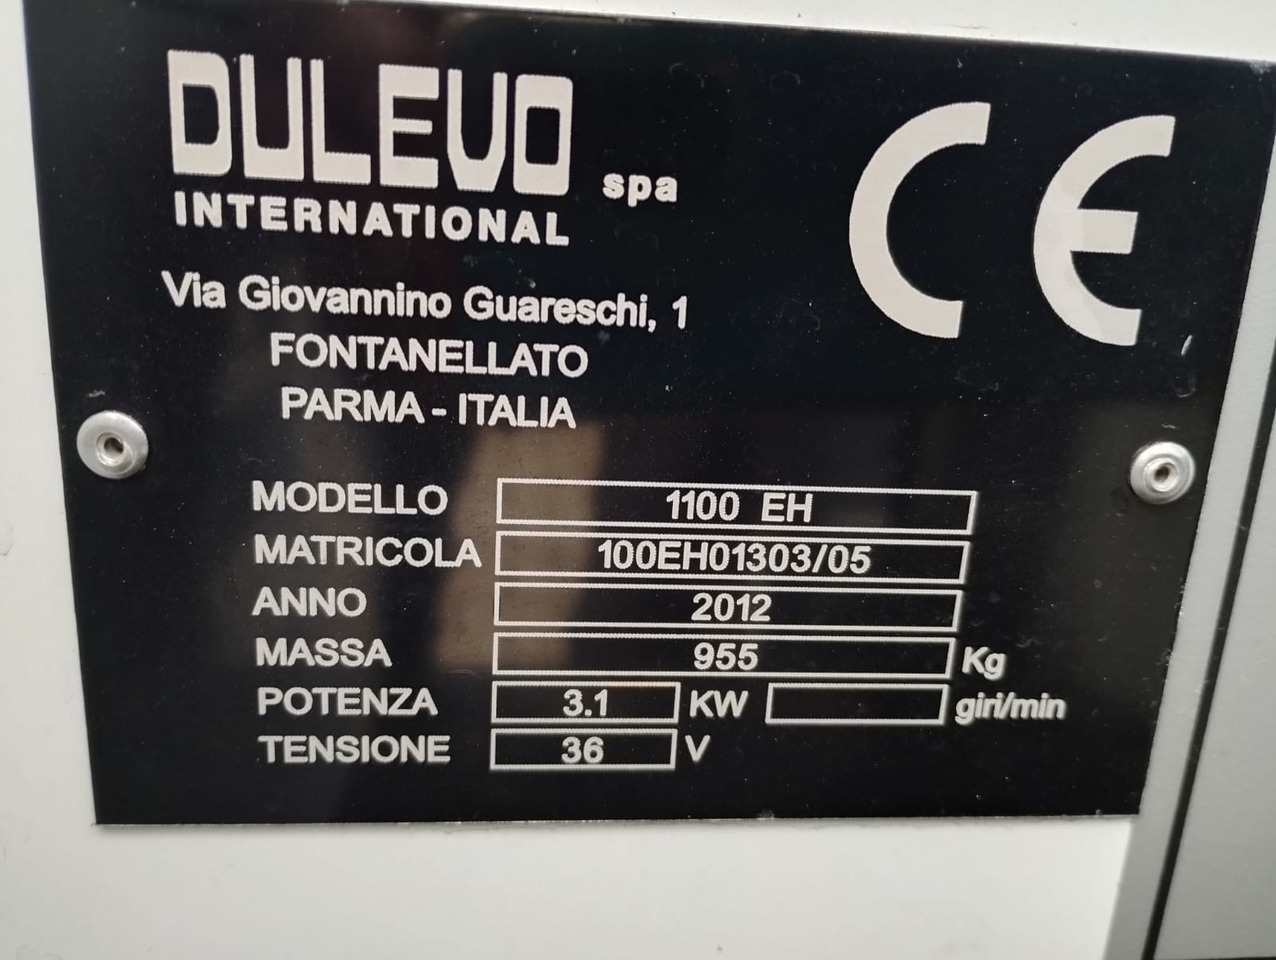 DULEVO spa
INTERNATIONAL
CE
Via Giovannino Guareschi, 1
FONTANELLATO
PARMA - ITALIA
MODELLO 1100 EH
MATRICOLA 100EH01303/05
ANNO 2012
MASSA 955 Kg
POTENZA 3.1 KW giri/min
TENSIONE 36 V